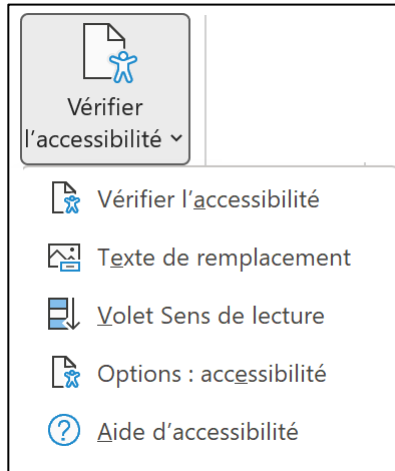 Vérifier
l’accessibilité
Vérifier l’accessibilité
Texte de remplacement
Volet Sens de lecture
Options : accessibilité
Aide d’accessibilité